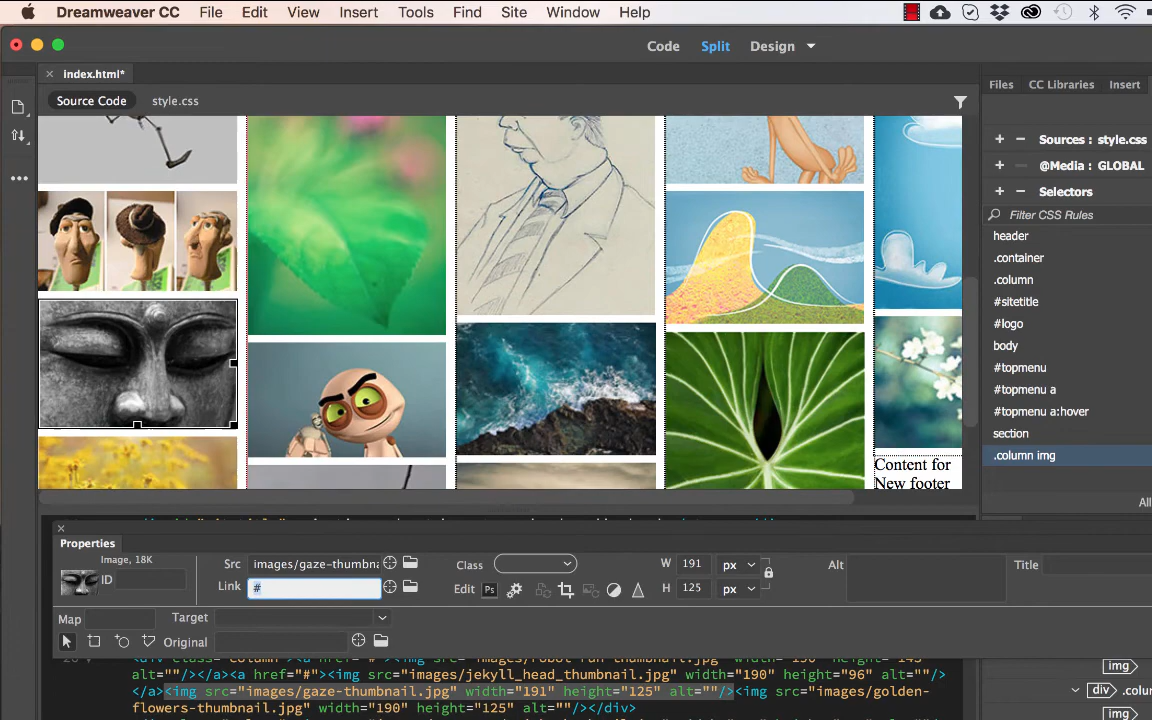 Dreamweaver CC File Edit View Insert Tools Find Site Window Help
Code Split Design
index.html*
Files CC Libraries Insert
Source Code style.css
Sources : style.css
@Media : GLOBAL
Selectors
Filter CSS Rules
header
.container
.column
#sitetitle
#logo
body
#topmenu
#topmenu a
#topmenu a:hover
section
.column img
Content for
New footer
All
Properties
Image, 18K
ID
Src images/gaze-thumbna
Link #
Class
Edit Ps
W 191 px
H 125 px
Alt
Title
Map
Target
Original
alt=""/></a><a href="#"><img src="images/jekyll_head_thumbnail.jpg" width="190" height="96" alt=""/>
</a><img src="images/gaze-thumbnail.jpg" width="191" height="125" alt=""/><img src="images/golden-
flowers-thumbnail.jpg" width="190" height="125" alt=""/></div>
img
div .colu
img